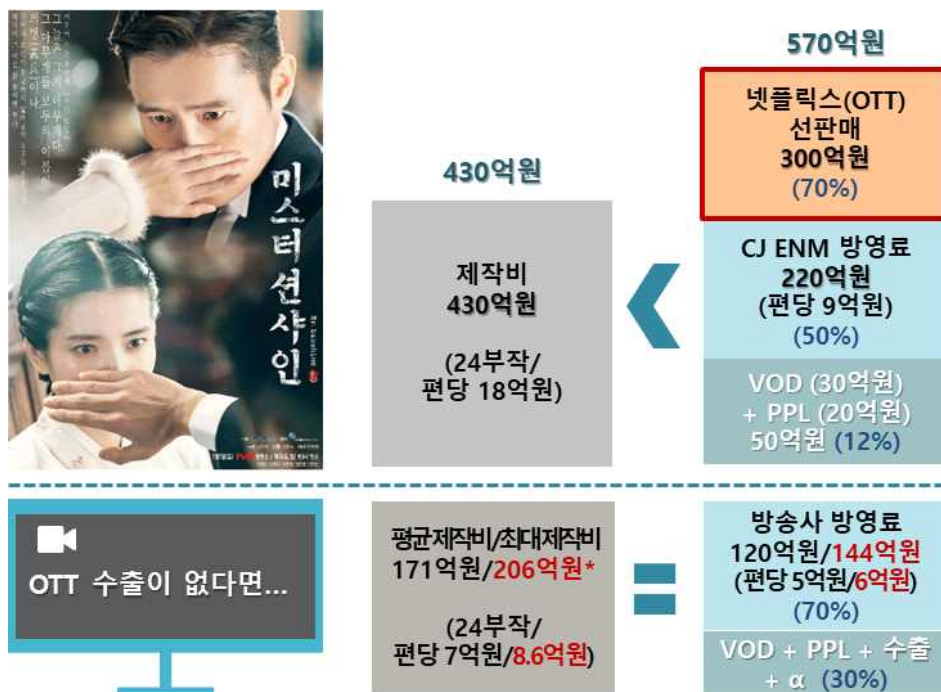 미스터 션샤인
Mr. Sunshine
430억원
제작비
430억원
(24부작/
편당 18억원)
570억원
넷플릭스(OTT)
선판매
300억원
(70%)
CJ ENM 방영료
220억원
(편당 9억원)
(50%)
VOD (30억원)
+ PPL (20억원)
50억원 (12%)
OTT 수출이 없다면...
평균제작비/최대제작비
171억원/206억원*
(24부작/
편당 7억원/8.6억원)
방송사 방영료
120억원/144억원
(편당 5억원/6억원)
(70%)
VOD + PPL + 수출
+ α (30%)